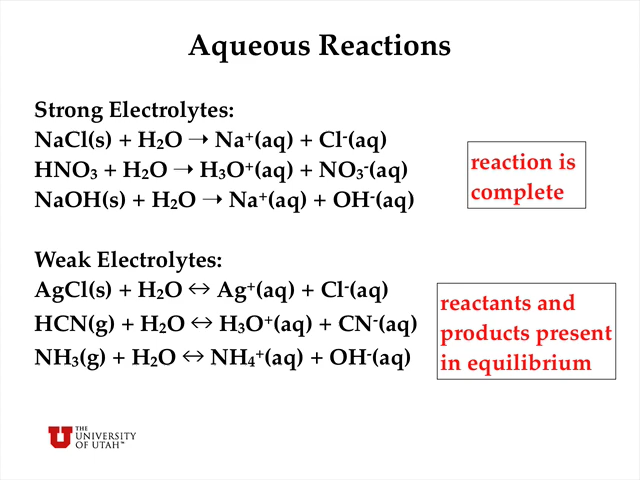 Aqueous Reactions
Strong Electrolytes:
NaCl(s) + H₂O → Na⁺(aq) + Cl⁻(aq)
HNO₃ + H₂O → H₃O⁺(aq) + NO₃⁻(aq)
NaOH(s) + H₂O → Na⁺(aq) + OH⁻(aq)
reaction is
complete
Weak Electrolytes:
AgCl(s) + H₂O ↔ Ag⁺(aq) + Cl⁻(aq)
HCN(g) + H₂O ↔ H₃O⁺(aq) + CN⁻(aq)
NH₃(g) + H₂O ↔ NH₄⁺(aq) + OH⁻(aq)
reactants and
products present
in equilibrium
U THE
UNIVERSITY
OF UTAH™